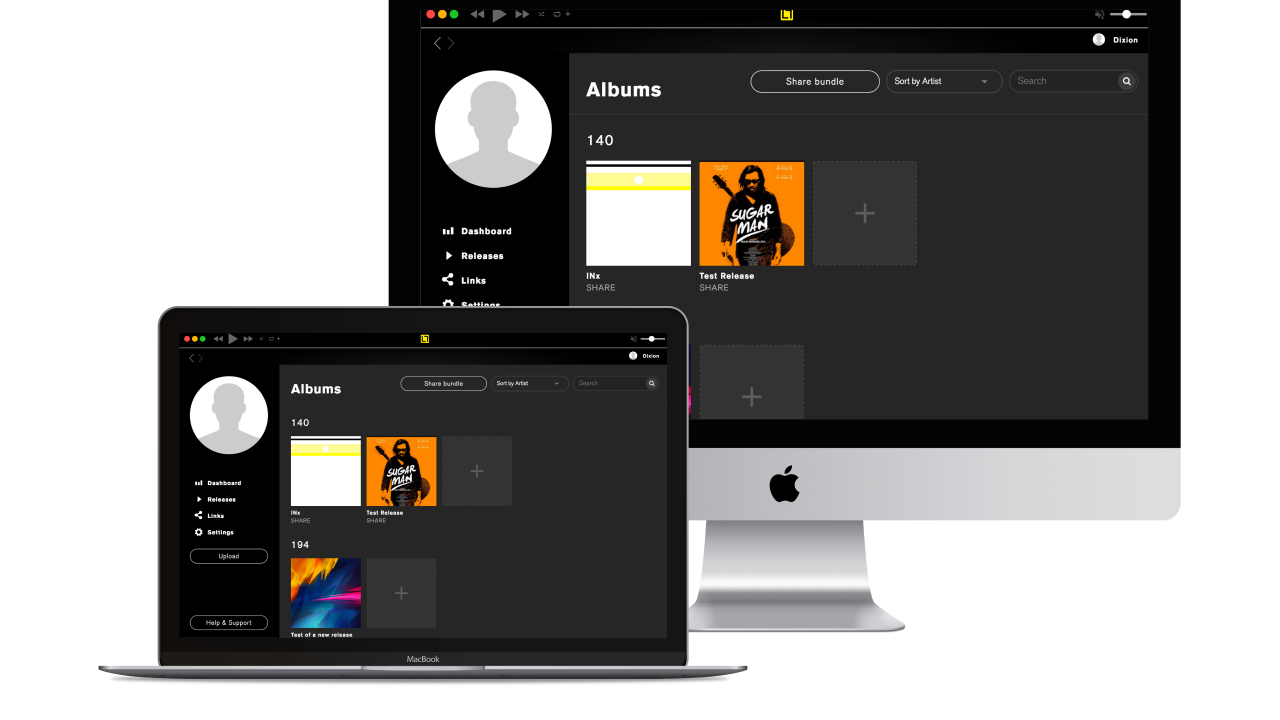 Dixion
Albums
Share bundle
Sort by Artist
Search
140
SUGAR
MAN
INx
SHARE
Test Release
SHARE
Dashboard
Releases
Links
Settings
Dixion
Albums
Share bundle
Sort by Artist
Search
140
SUGAR
MAN
INx
SHARE
Test Release
SHARE
Dashboard
Releases
Links
Settings
Upload
194
Help & Support
Test of a new release
MacBook